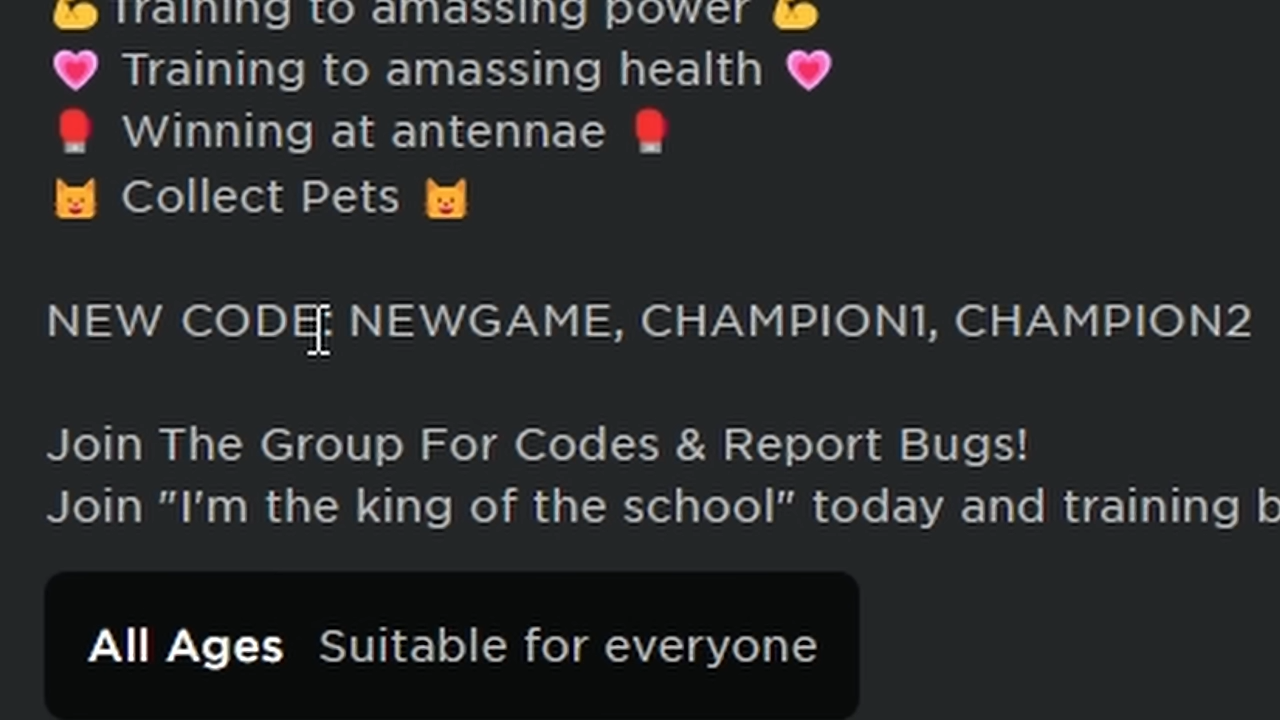 💪Training to amassing power 💪
💗 Training to amassing health 💗
🥊 Winning at antennae 🥊
🐱 Collect Pets 🐱
NEW CODE: NEWGAME, CHAMPION1, CHAMPION2
Join The Group For Codes & Report Bugs!
Join "I'm the king of the school" today and training
All Ages Suitable for everyone